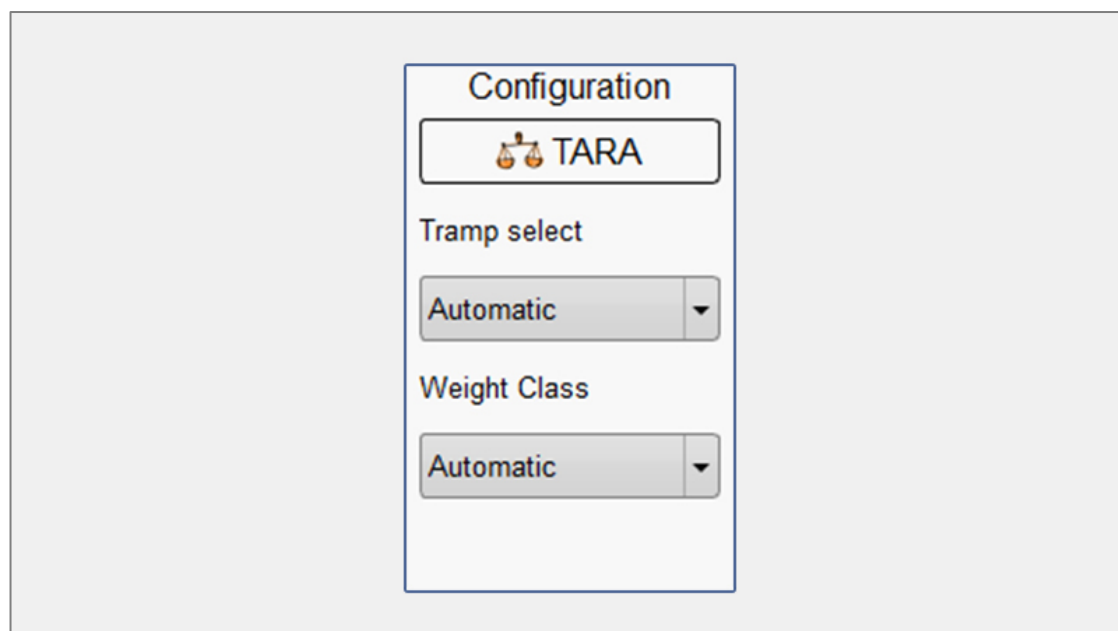 Configuration
TARA
Tramp select
Automatic
Weight Class
Automatic